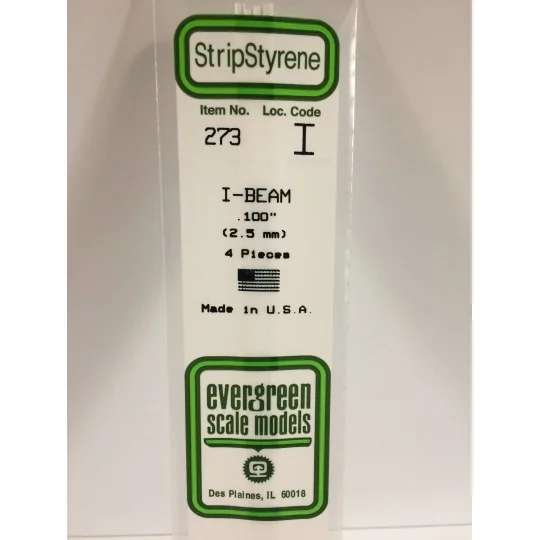 StripStyrene
Item No. Loc. Code
273 I
I-BEAM
.100"
(2.5 mm)
4 Pieces
Made in U.S.A.
evergreen
scale models
Des Plaines, IL 60018